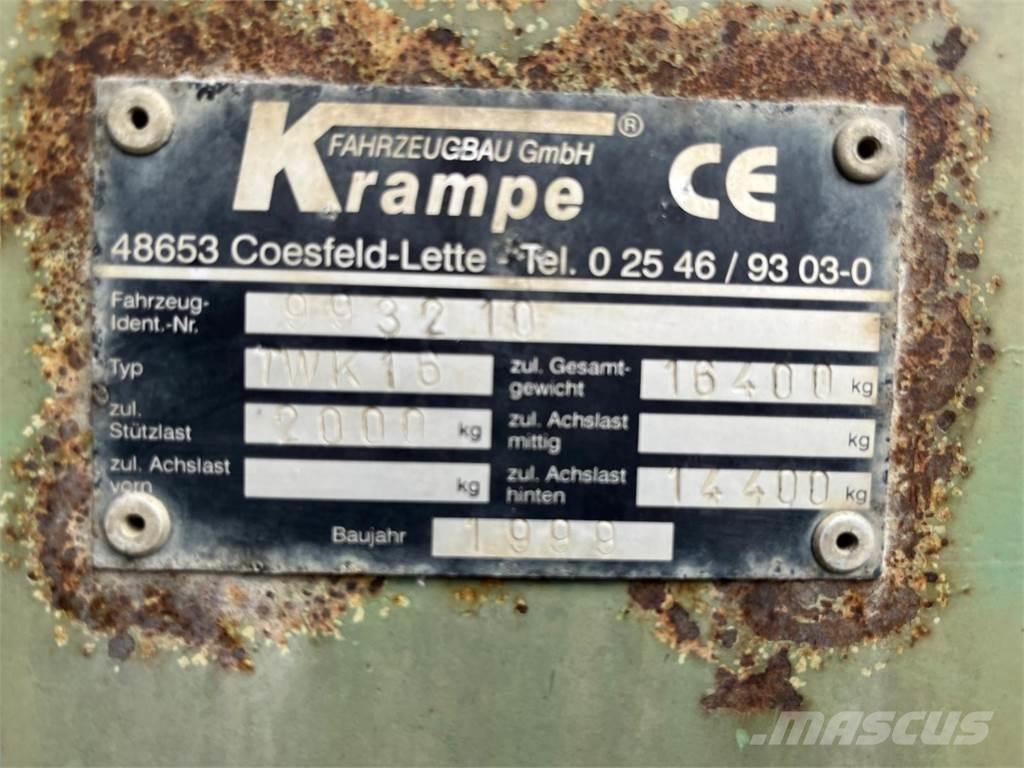 Krampe ®
FAHRZEUGBAU GmbH
CE
48653 Coesfeld-Lette - Tel. 0 25 46 / 93 03-0
Fahrzeug-
Ident.-Nr. 993210
Typ TWK16
zul. Gesamt-
gewicht 16400 kg
zul.
Stützlast 2000 kg
zul. Achslast
mittig kg
zul. Achslast
vorn kg
zul. Achslast
hinten 14400 kg
Baujahr 1999
MASCUS